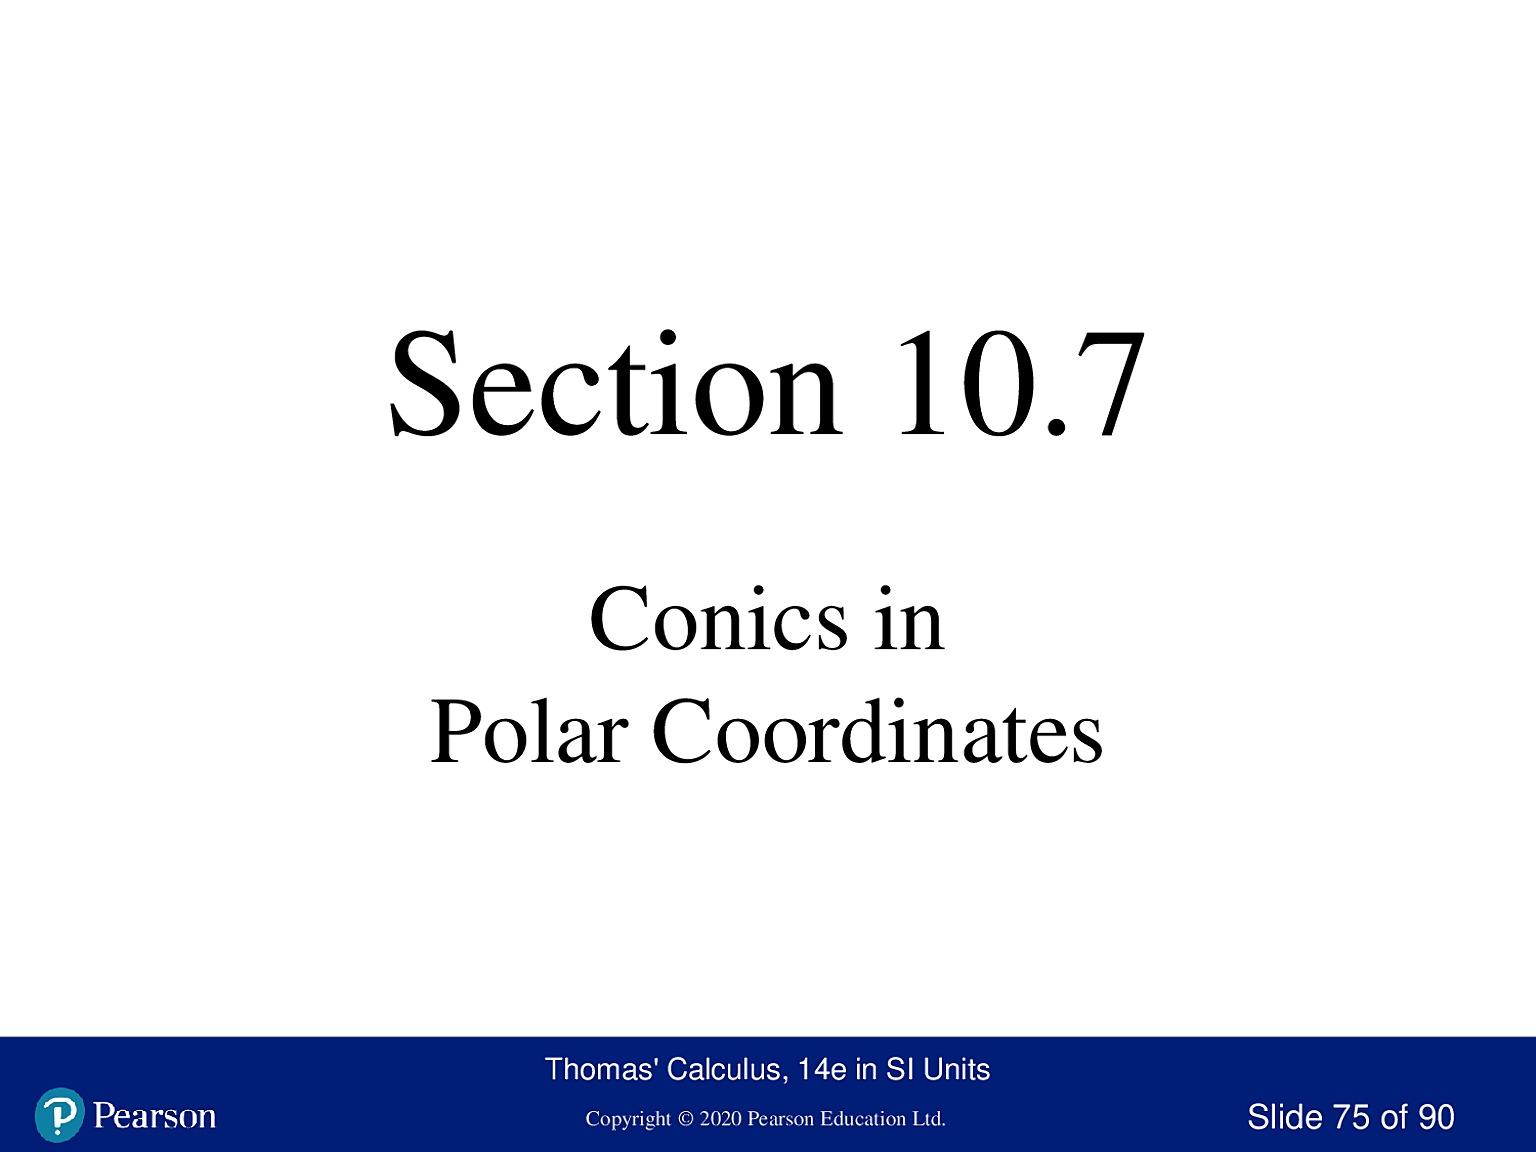 Section 10.7
Conics in
Polar Coordinates
Thomas' Calculus, 14e in SI Units
Pearson
Copyright © 2020 Pearson Education Ltd.
Slide 75 of 90